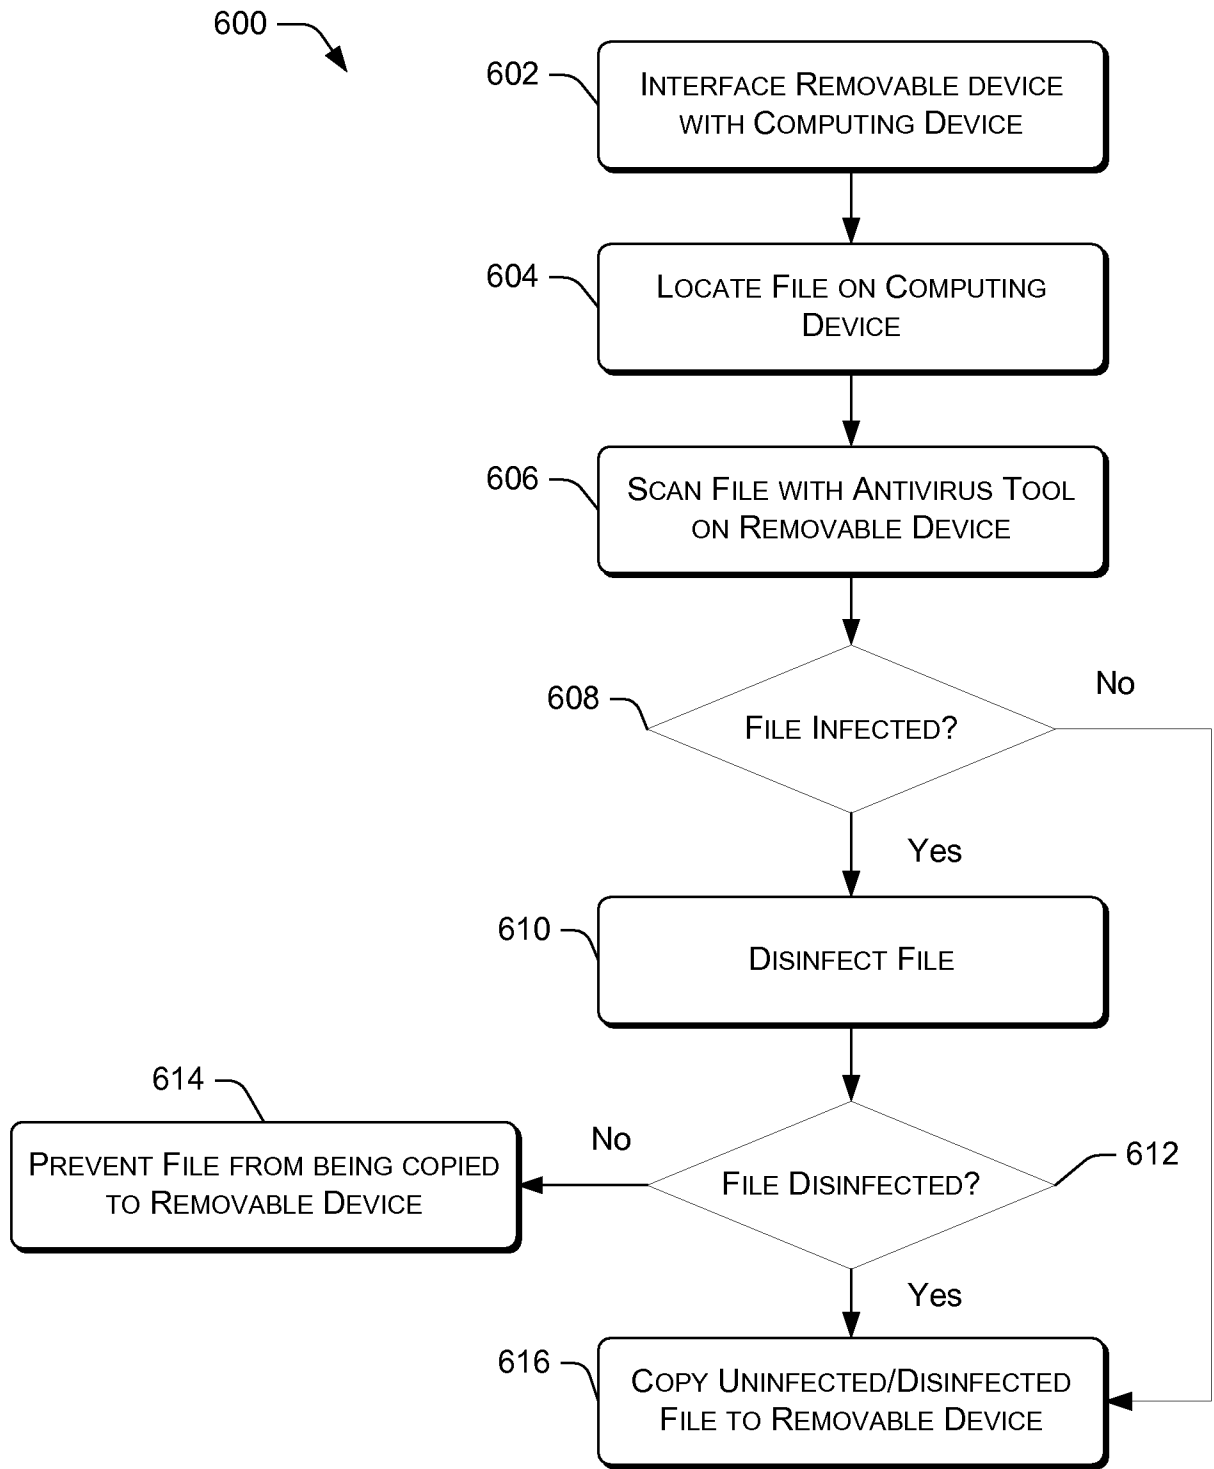 600
602
INTERFACE REMOVABLE DEVICE
WITH COMPUTING DEVICE
604
LOCATE FILE ON COMPUTING
DEVICE
606
SCAN FILE WITH ANTIVIRUS TOOL
ON REMOVABLE DEVICE
608
FILE INFECTED?
No
Yes
610
DISINFECT FILE
612
FILE DISINFECTED?
No
614
PREVENT FILE FROM BEING COPIED
TO REMOVABLE DEVICE
Yes
616
COPY UNINFECTED/DISINFECTED
FILE TO REMOVABLE DEVICE